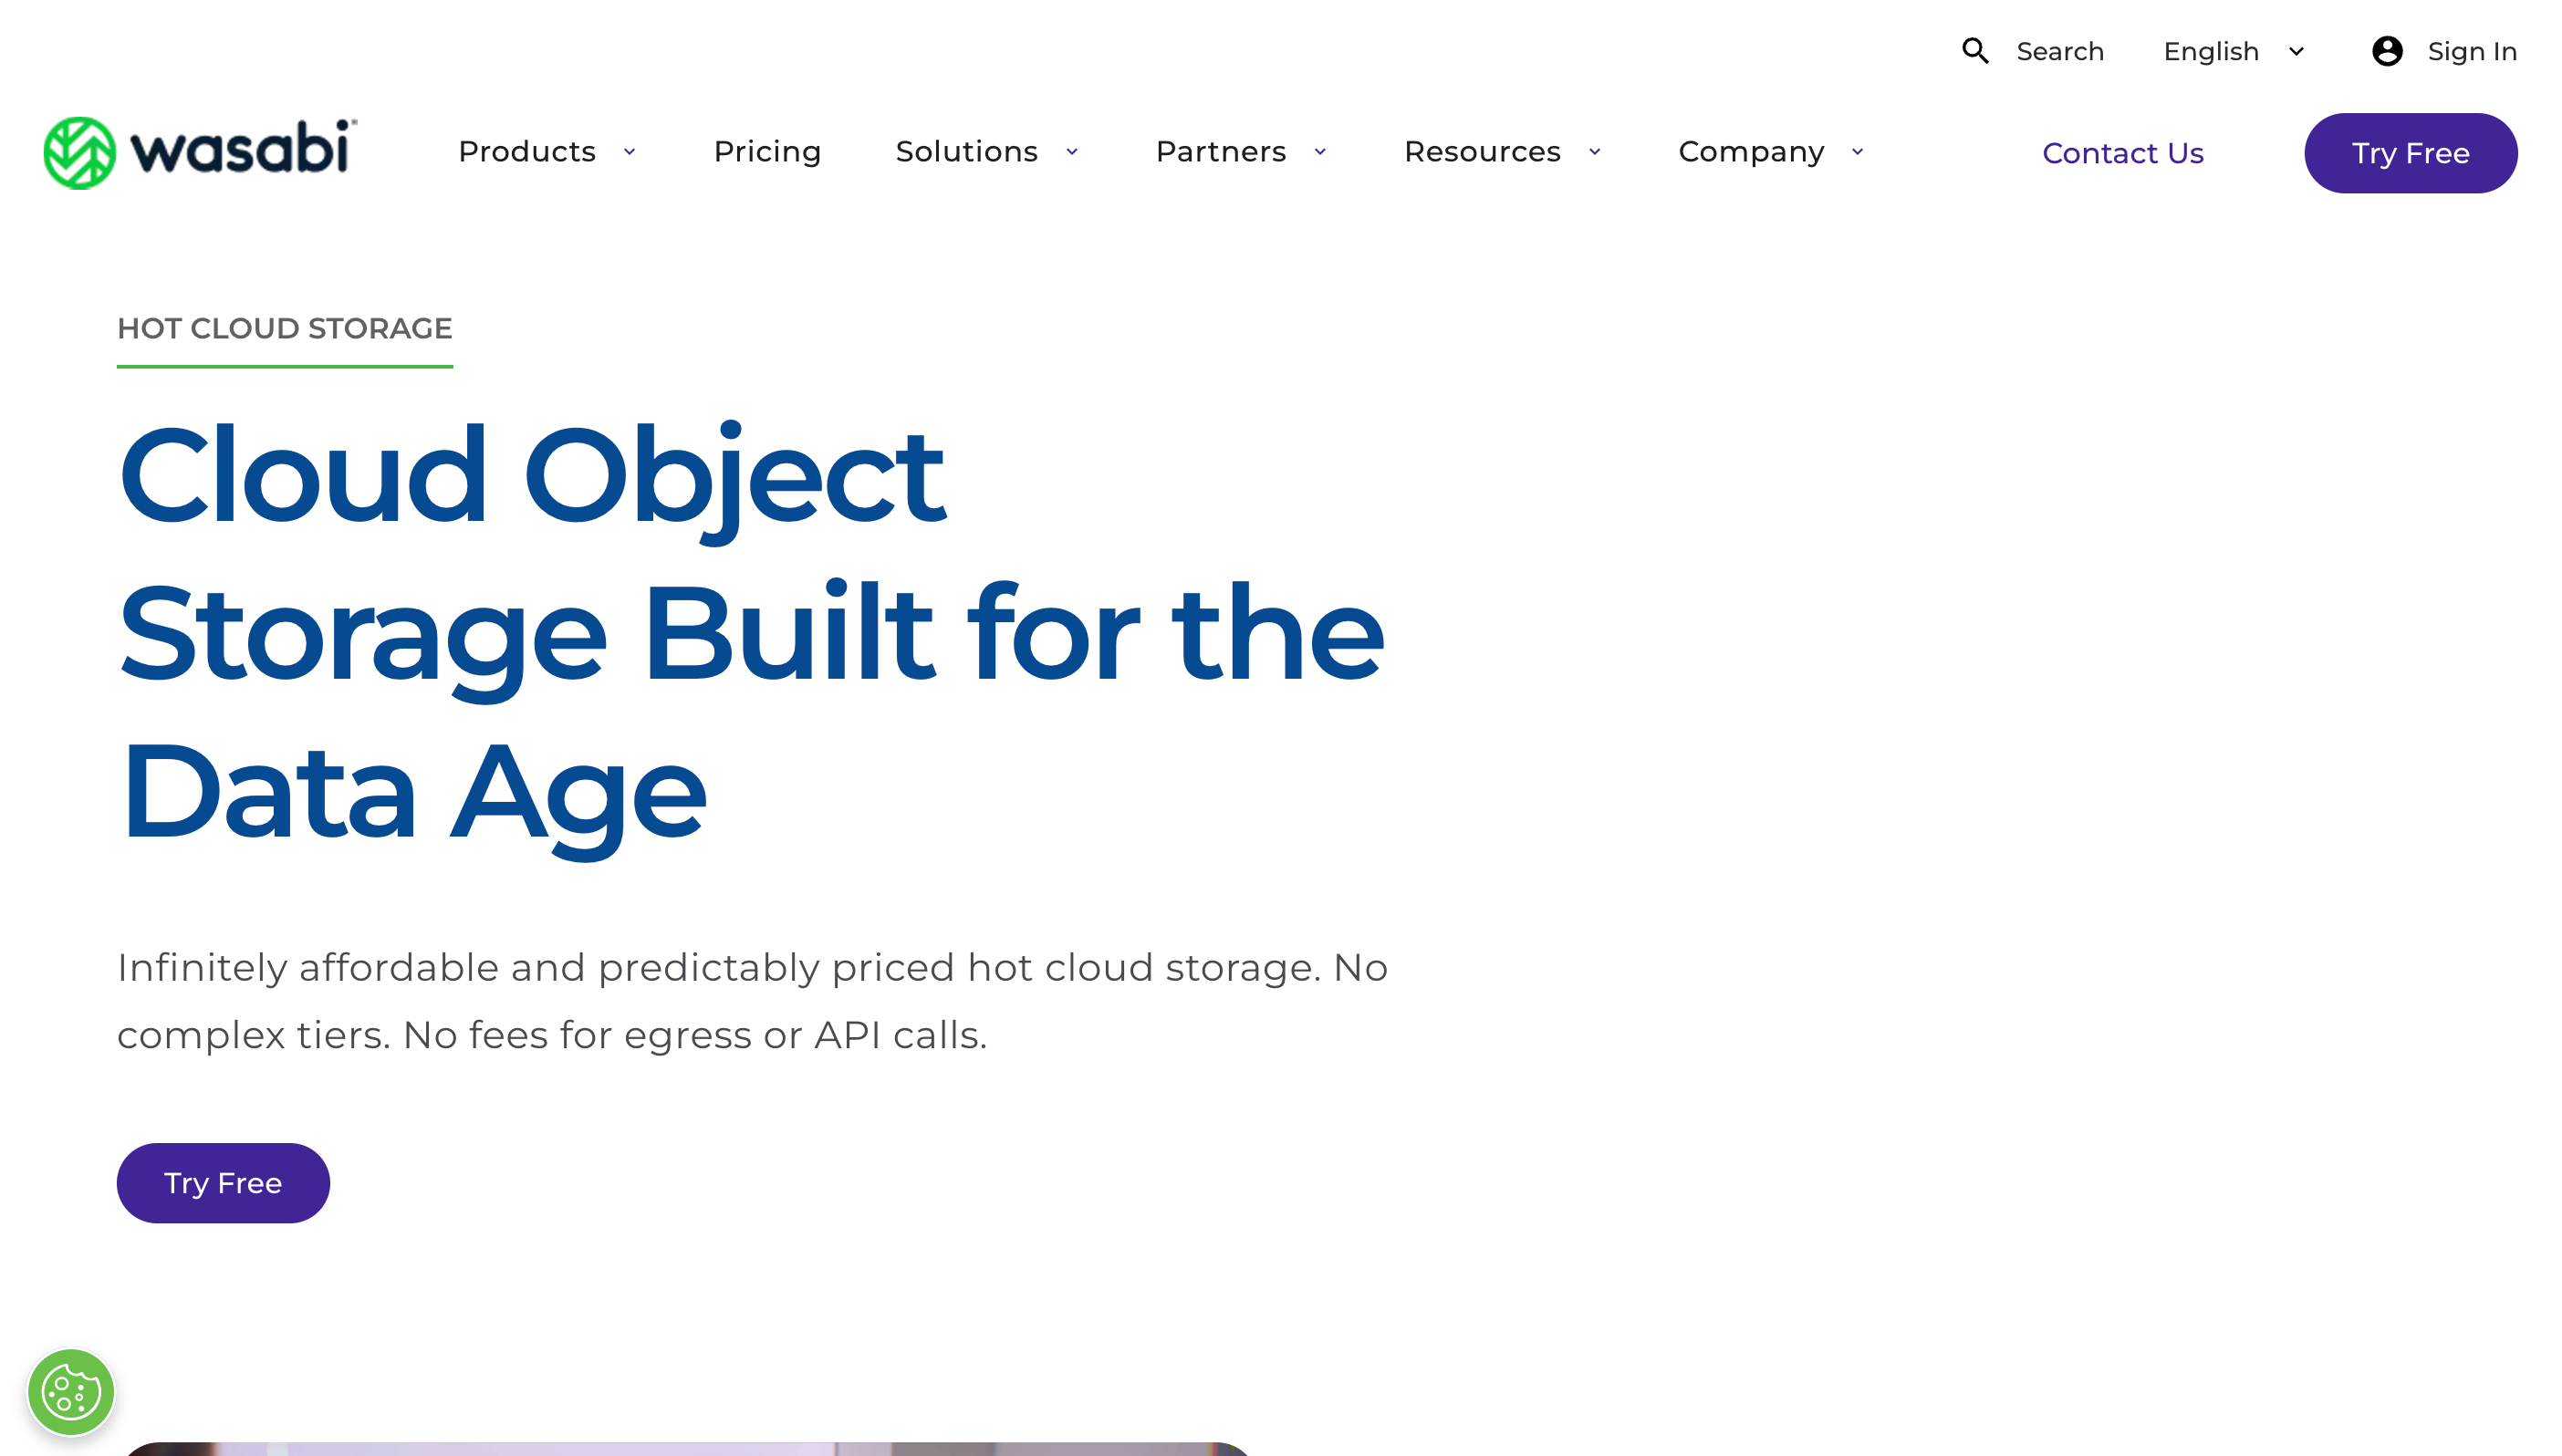 Search English Sign In
wasabi Products Pricing Solutions Partners Resources Company Contact Us Try Free
HOT CLOUD STORAGE
Cloud Object
Storage Built for the
Data Age
Infinitely affordable and predictably priced hot cloud storage. No
complex tiers. No fees for egress or API calls.
Try Free